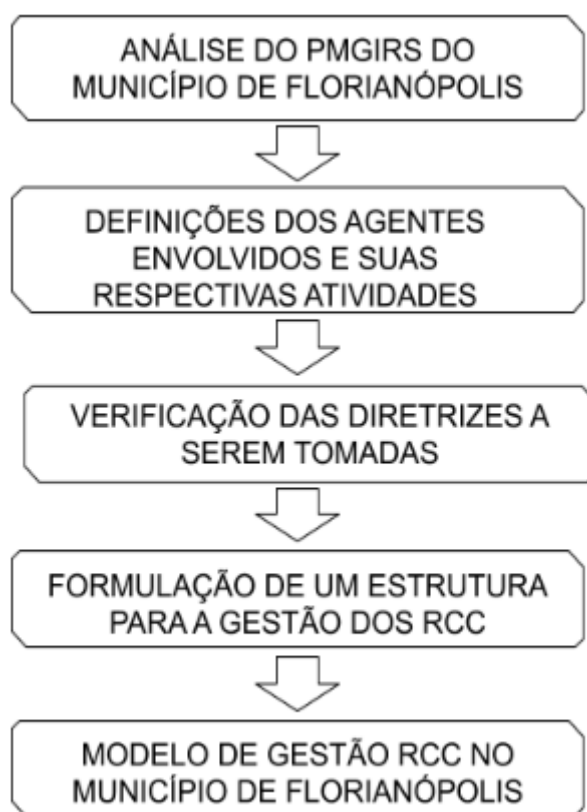 ANÁLISE DO PMGIRS DO
MUNICÍPIO DE FLORIANÓPOLIS
DEFINIÇÕES DOS AGENTES
ENVOLVIDOS E SUAS
RESPECTIVAS ATIVIDADES
VERIFICAÇÃO DAS DIRETRIZES A
SEREM TOMADAS
FORMULAÇÃO DE UM ESTRUTURA
PARA A GESTÃO DOS RCC
MODELO DE GESTÃO RCC NO
MUNICÍPIO DE FLORIANÓPOLIS